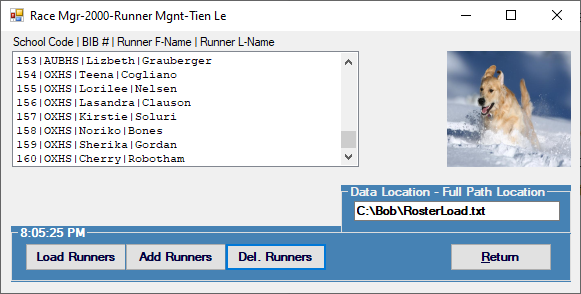 Race Mgr-2000-Runner Mgnt-Tien Le
School Code | BIB # | Runner F-Name | Runner L-Name
153|AUBHS|Lizbeth|Grauberger
154|OXHS|Teena|Cogliano
155|OXHS|Lorilee|Nelsen
156|OXHS|Lasandra|Clauson
157|OXHS|Kirstie|Soluri
158|OXHS|Noriko|Bones
159|OXHS|Sherika|Gordan
160|OXHS|Cherry|Robotham
Data Location - Full Path Location
C:\Bob\RosterLoad.txt
8:05:25 PM
Load Runners
Add Runners
Del. Runners
Return